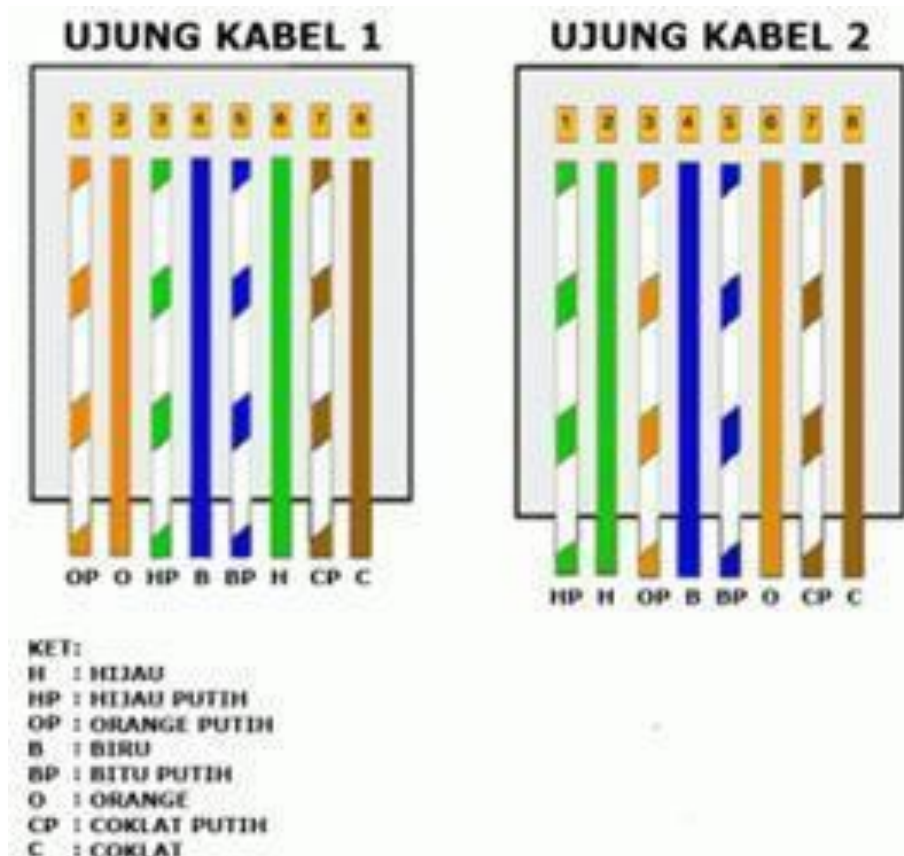 UJUNG KABEL 1
1 2 3 4 5 6 7 8
OP O HP B BP H CP C
UJUNG KABEL 2
1 2 3 4 5 6 7 8
HP H OP B BP O CP C
KET:
H : HIJAU
HP : HIJAU PUTIH
OP : ORANGE PUTIH
B : BIRU
BP : BITU PUTIH
O : ORANGE
CP : COKLAT PUTIH
C : COKLAT